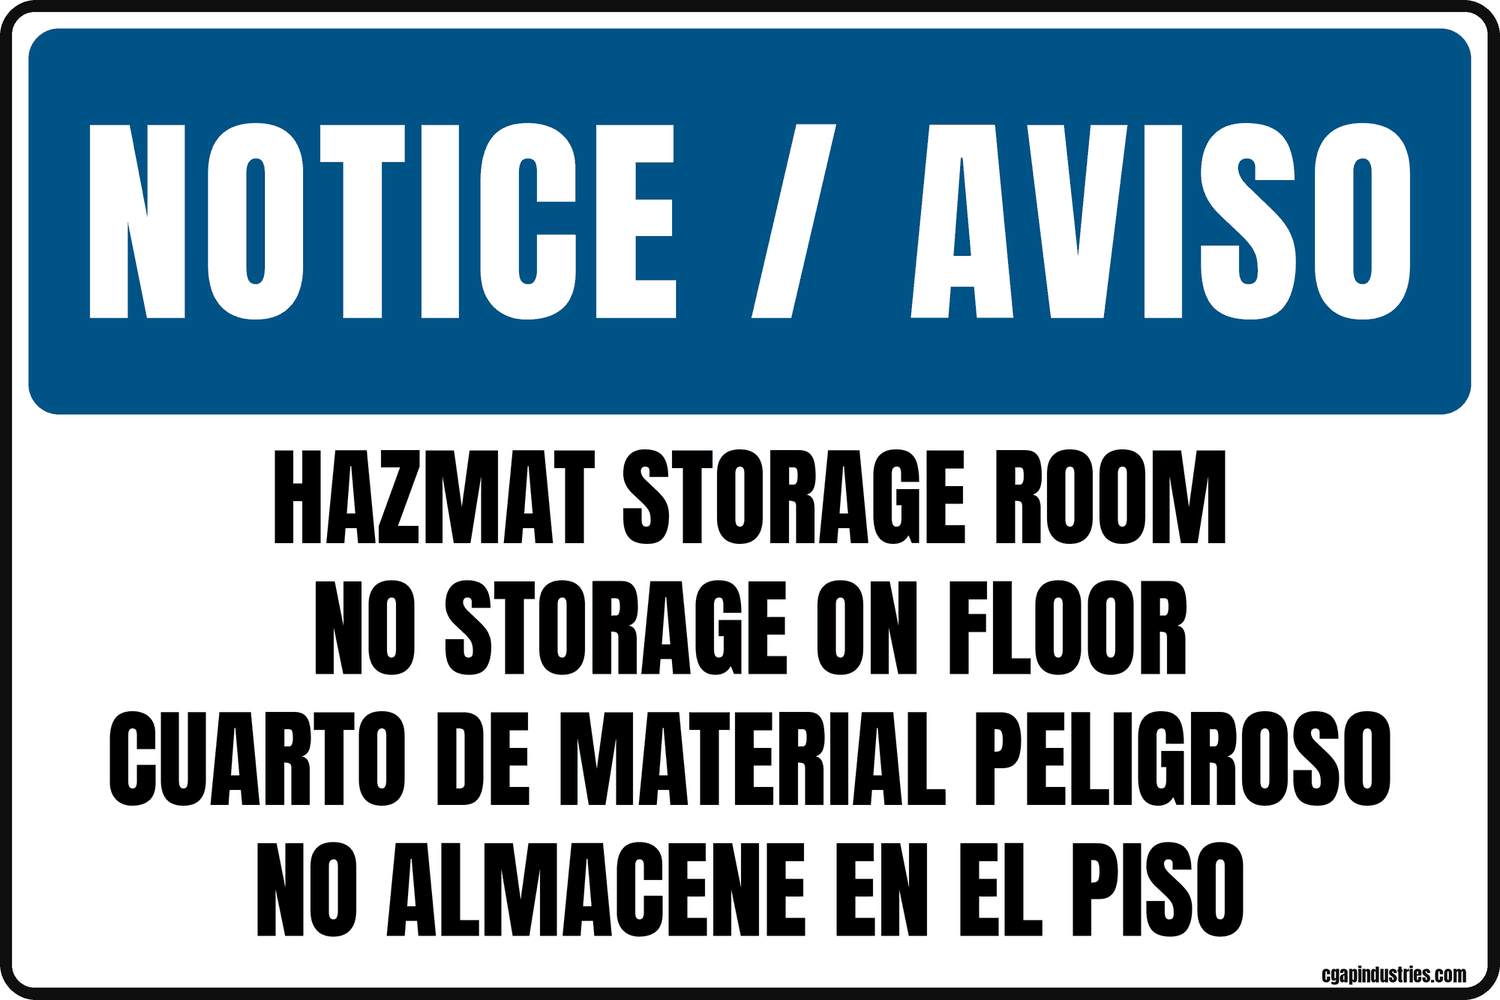 NOTICE / AVISO
HAZMAT STORAGE ROOM
NO STORAGE ON FLOOR
CUARTO DE MATERIAL PELIGROSO
NO ALMACENE EN EL PISO
cgapindustries.com